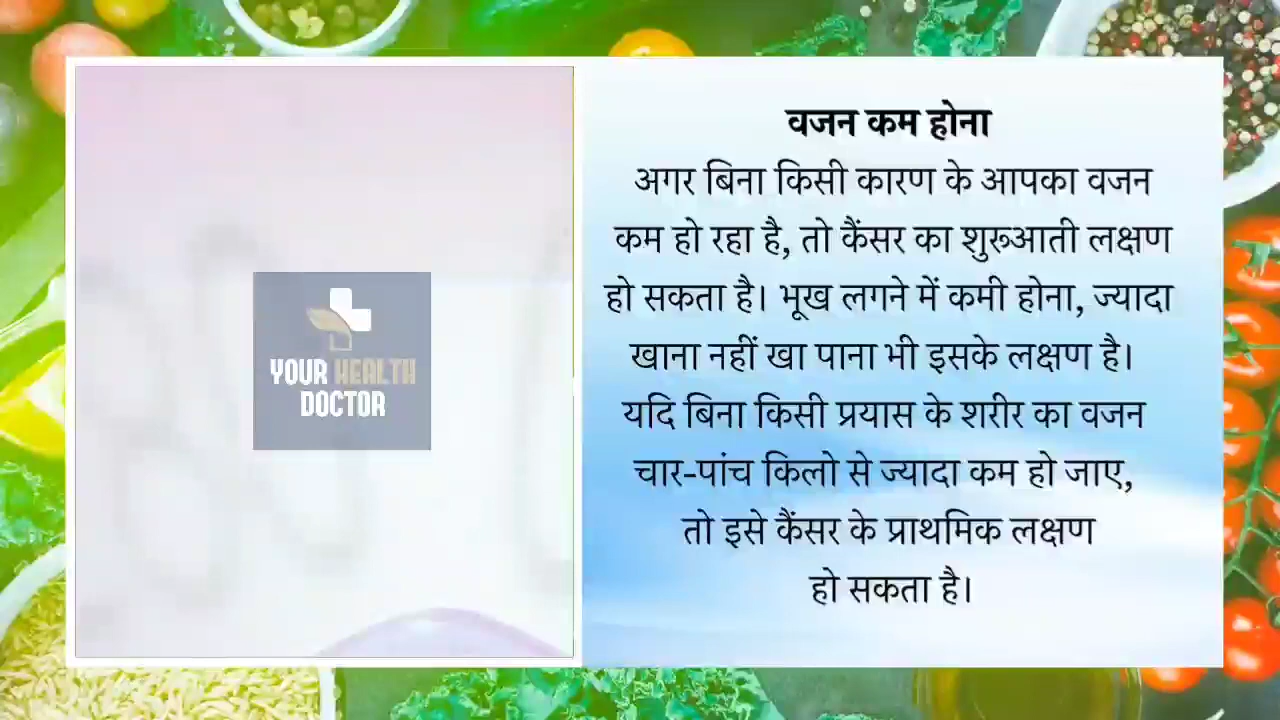 YOUR HEALTH
DOCTOR
वजन कम होना
अगर बिना किसी कारण के आपका वजन
कम हो रहा है, तो कैंसर का शुरूआती लक्षण
हो सकता है। भूख लगने में कमी होना, ज्यादा
खाना नहीं खा पाना भी इसके लक्षण है।
यदि बिना किसी प्रयास के शरीर का वजन
चार-पांच किलो से ज्यादा कम हो जाए,
तो इसे कैंसर के प्राथमिक लक्षण
हो सकता है।